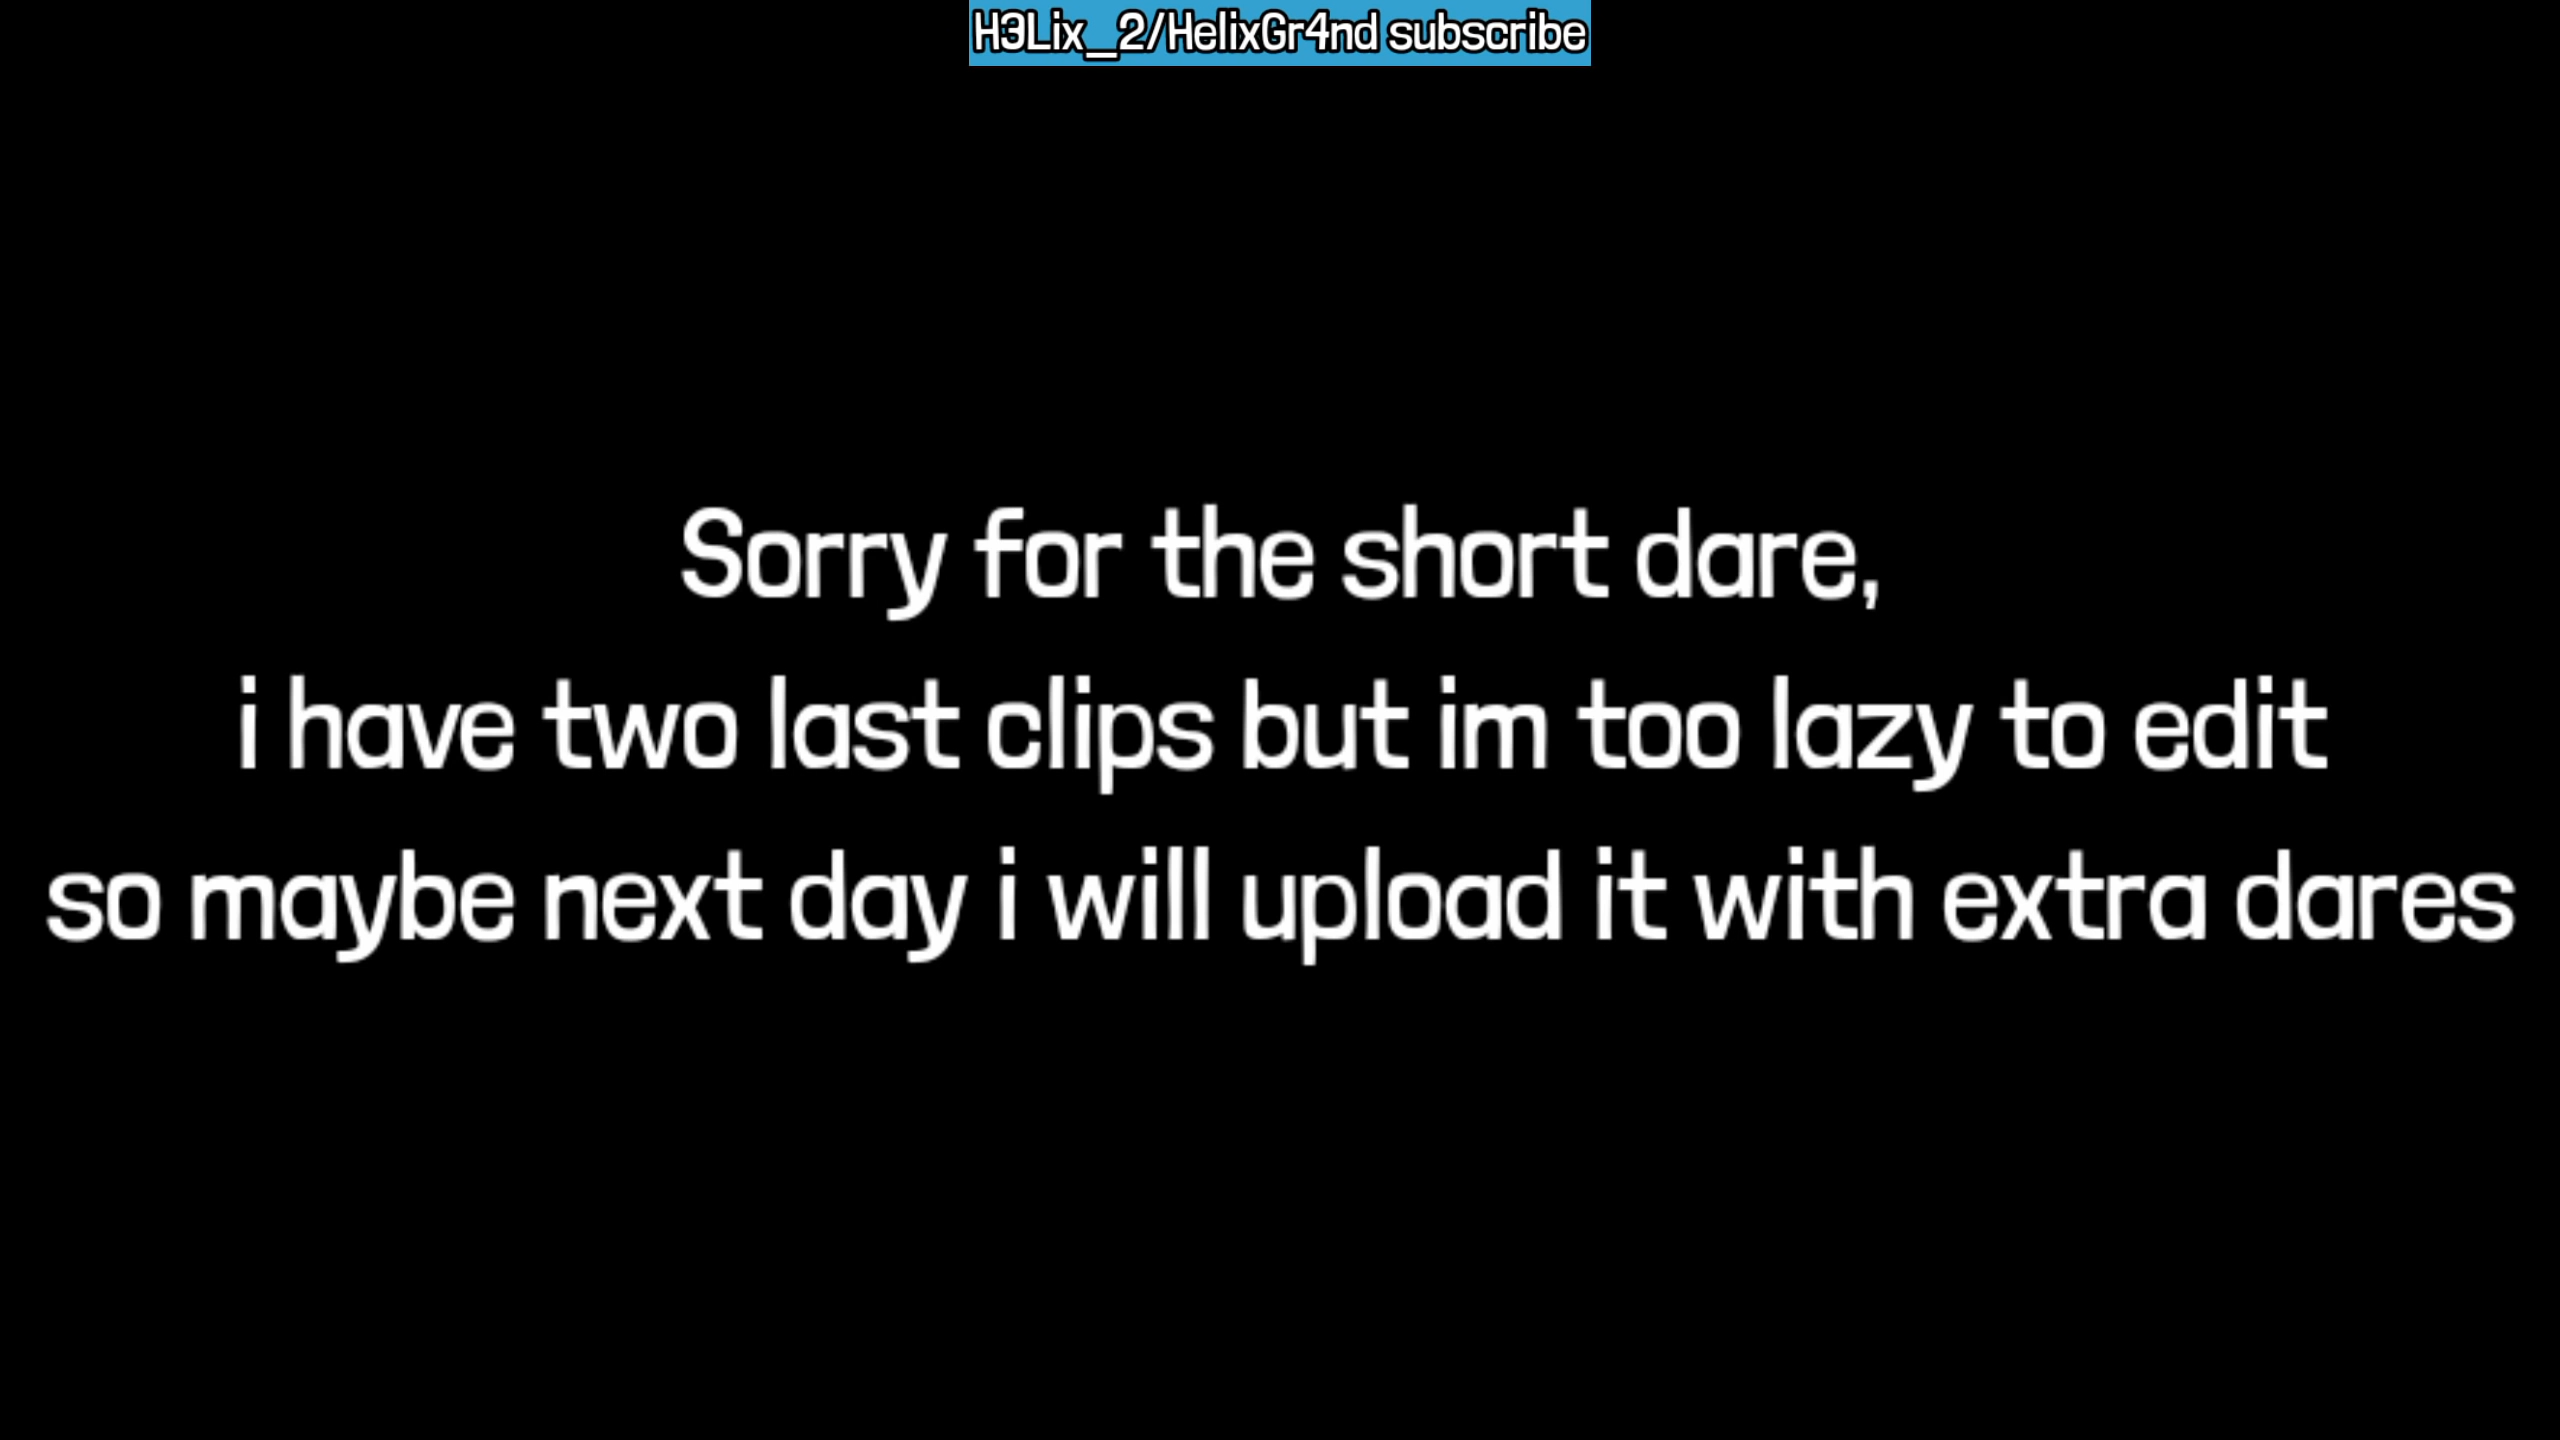 H3Lix_2/HelixGr4nd subscribe
Sorry for the short dare,
i have two last clips but im too lazy to edit
so maybe next day i will upload it with extra dares